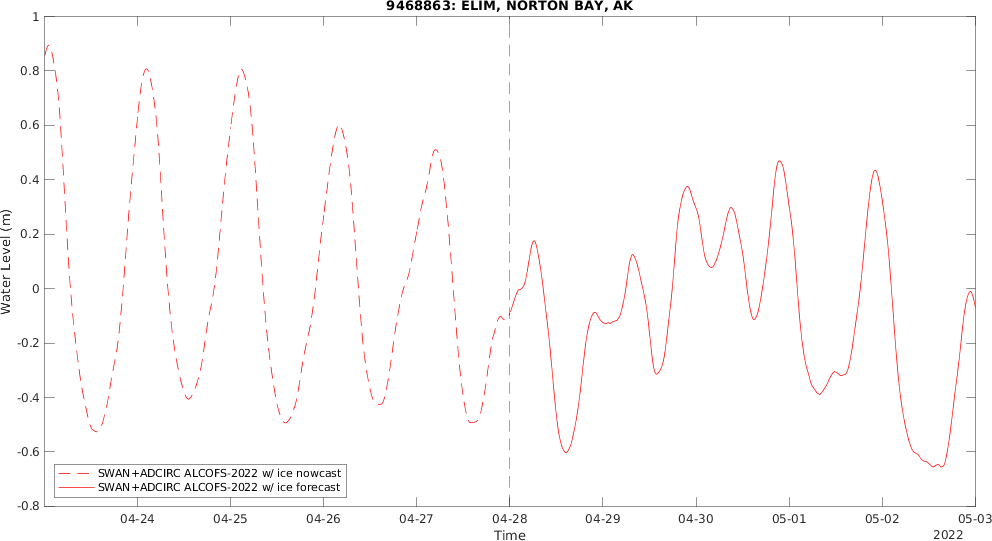 9468863: ELIM, NORTON BAY, AK
1
0.8
0.6
0.4
0.2
0
-0.2
-0.4
-0.6
-0.8
Water Level (m)
SWAN+ADCIRC ALCOFS-2022 w/ ice nowcast
SWAN+ADCIRC ALCOFS-2022 w/ ice forecast
04-24 04-25 04-26 04-27 04-28 04-29 04-30 05-01 05-02 05-03
Time
2022